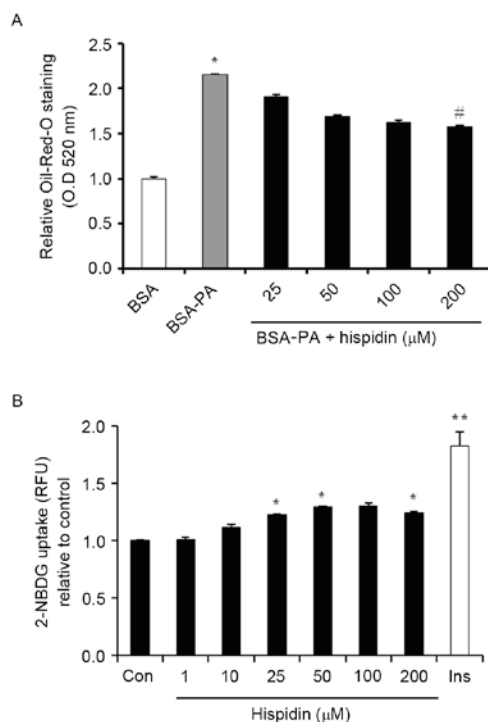 A
Relative Oil-Red-O staining
(O.D 520 nm)
2.5
2.0
1.5
1.0
0.5
0.0
*
#
BSA
BSA-PA
25
50
100
200
BSA-PA + hispidin (μM)
B
2-NBDG uptake (RFU)
relative to control
2.0
1.5
1.0
0.5
0.0
* * * **
Con 1 10 25 50 100 200 Ins
Hispidin (μM)